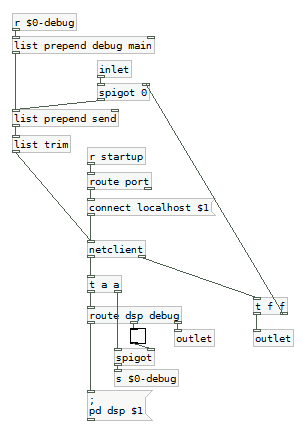 r $0-debug
list prepend debug main
inlet
spigot 0
list prepend send
list trim
r startup
route port
connect localhost $1
netclient
t a a
t f f
route dsp debug
outlet
outlet
spigot
s $0-debug
;
pd dsp $1